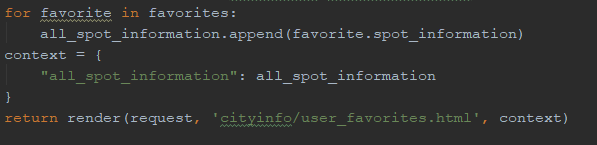 for favorite in favorites:
    all_spot_information.append(favorite.spot_information)
context = {
    "all_spot_information": all_spot_information
}
return render(request, 'cityinfo/user_favorites.html', context)